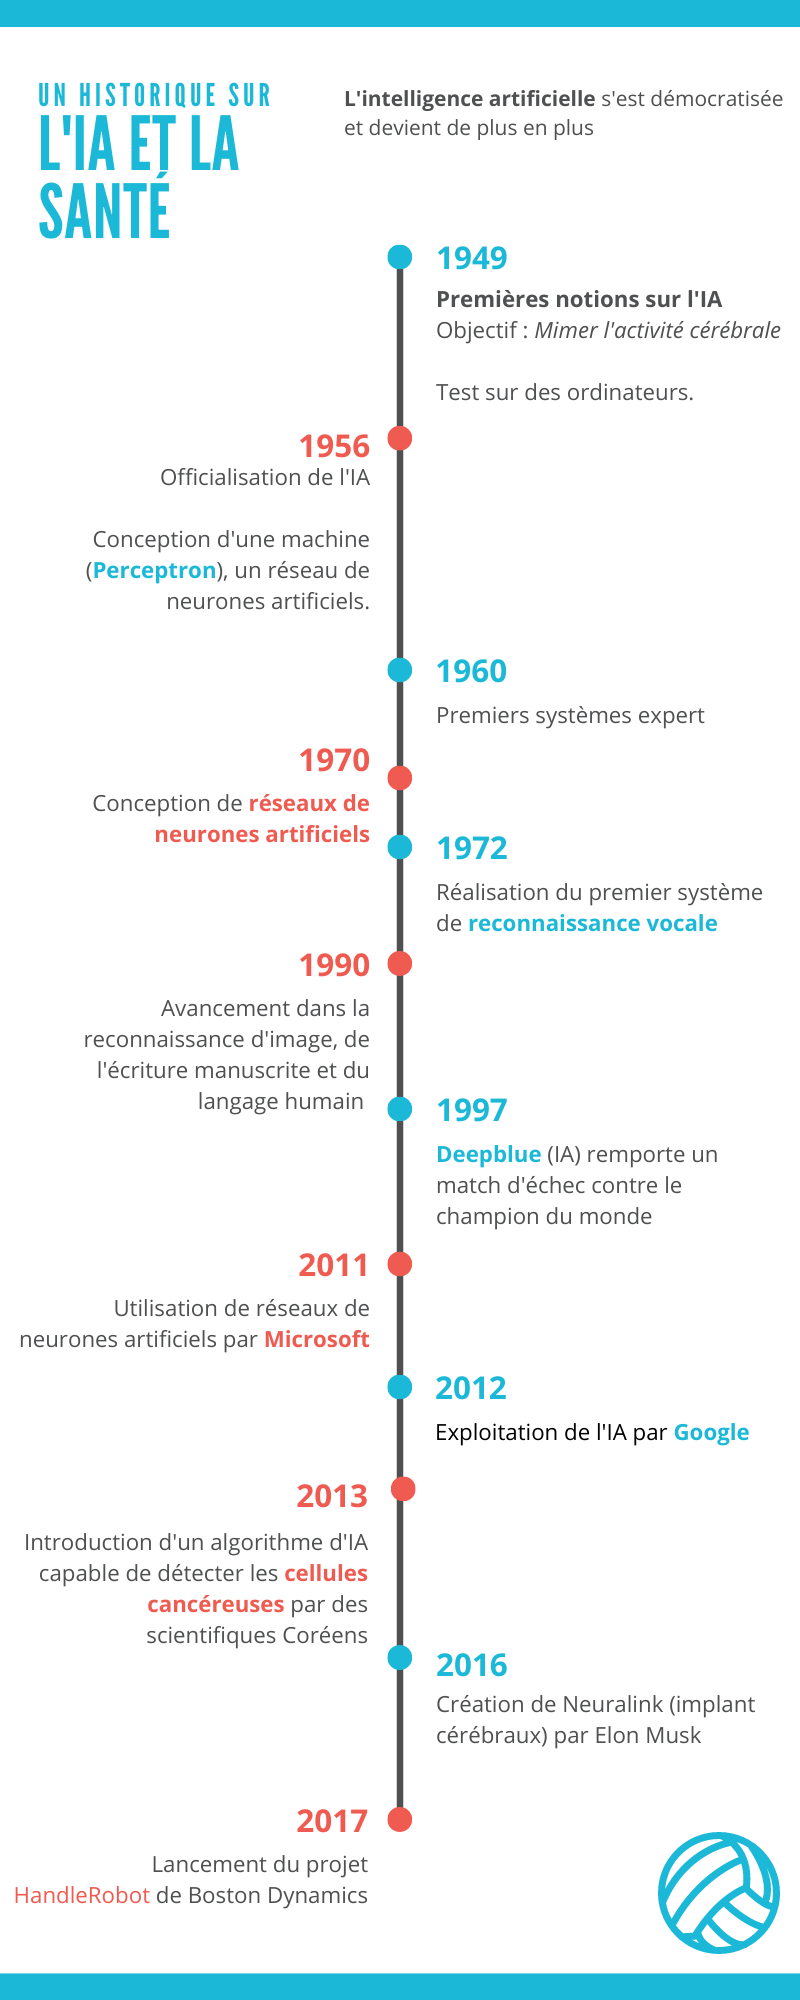 UN HISTORIQUE SUR
L'IA ET LA
SANTÉ
L'intelligence artificielle s'est démocratisée
et devient de plus en plus
1949
Premières notions sur l'IA
Objectif : Mimer l'activité cérébrale
Test sur des ordinateurs.
1956
Officialisation de l'IA
Conception d'une machine
(Perceptron), un réseau de
neurones artificiels.
1960
Premiers systèmes expert
1970
Conception de réseaux de
neurones artificiels
1972
Réalisation du premier système
de reconnaissance vocale
1990
Avancement dans la
reconnaissance d'image, de
l'écriture manuscrite et du
langage humain
1997
Deepblue (IA) remporte un
match d'échec contre le
champion du monde
2011
Utilisation de réseaux de
neurones artificiels par Microsoft
2012
Exploitation de l'IA par Google
2013
Introduction d'un algorithme d'IA
capable de détecter les cellules
cancéreuses par des
scientifiques Coréens
2016
Création de Neuralink (implant
cérébraux) par Elon Musk
2017
Lancement du projet
HandleRobot de Boston Dynamics